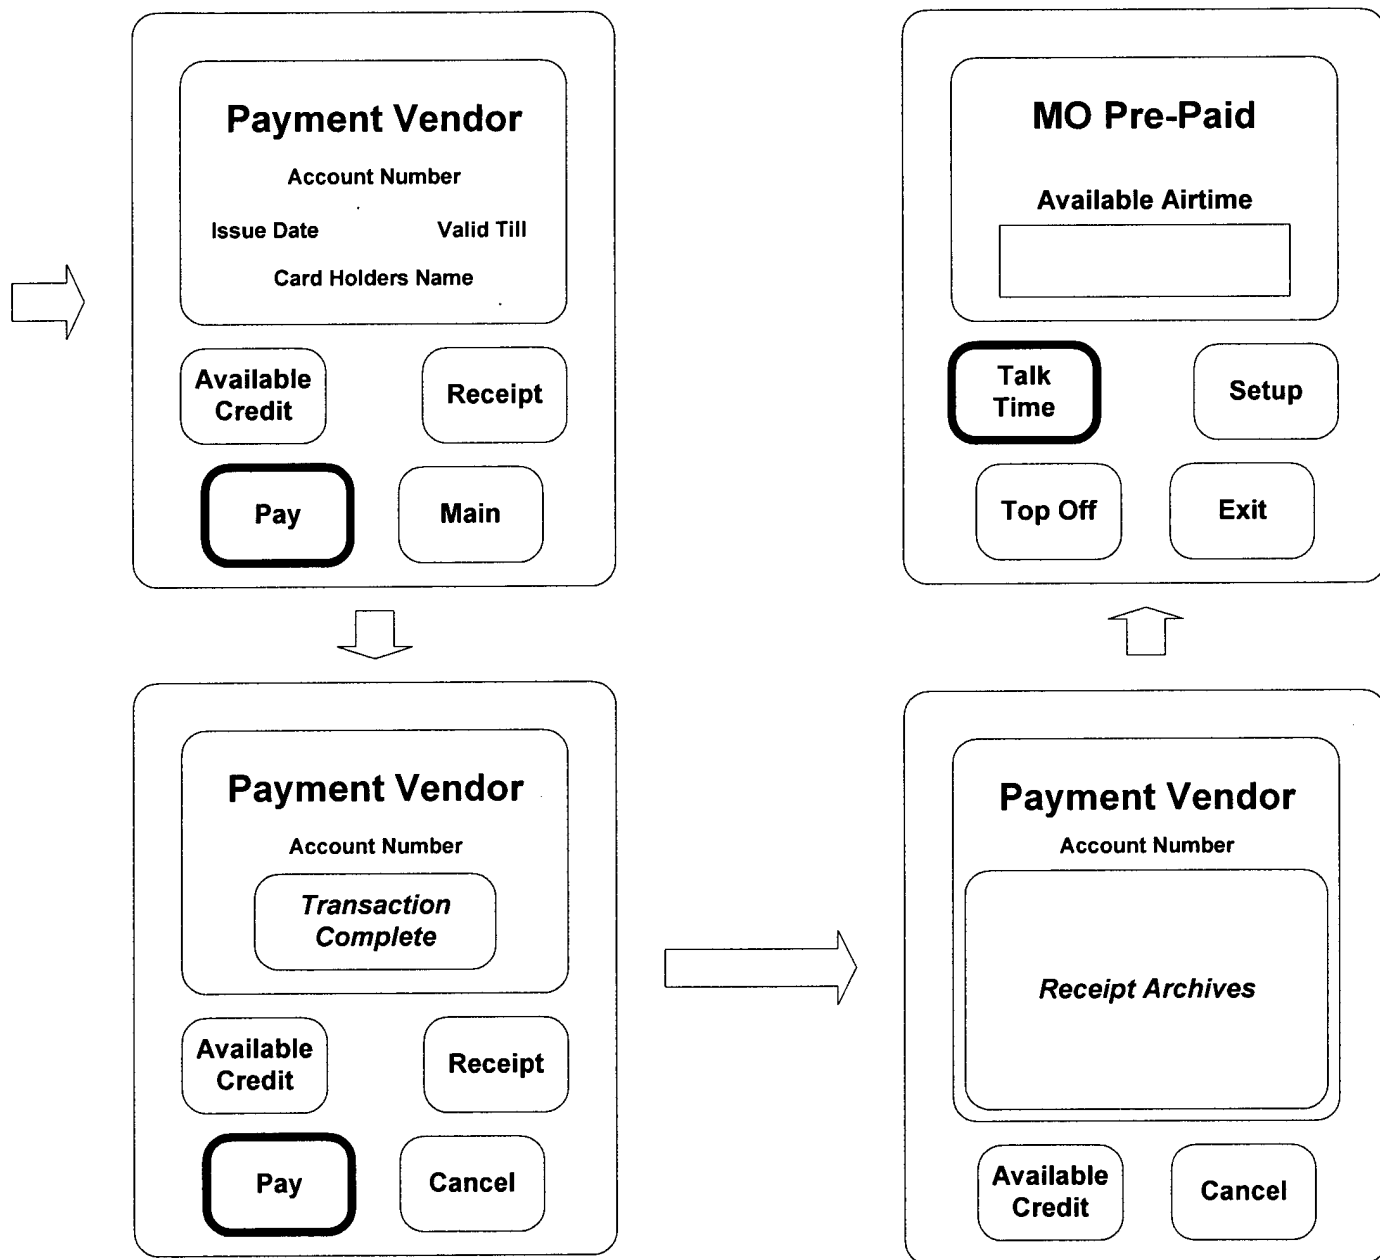 Payment Vendor
Account Number
Issue Date Valid Till
Card Holders Name
Available
Credit
Receipt
Pay
Main
MO Pre-Paid
Available Airtime
Talk
Time
Setup
Top Off
Exit
Payment Vendor
Account Number
Transaction
Complete
Available
Credit
Receipt
Pay
Cancel
Payment Vendor
Account Number
Receipt Archives
Available
Credit
Cancel